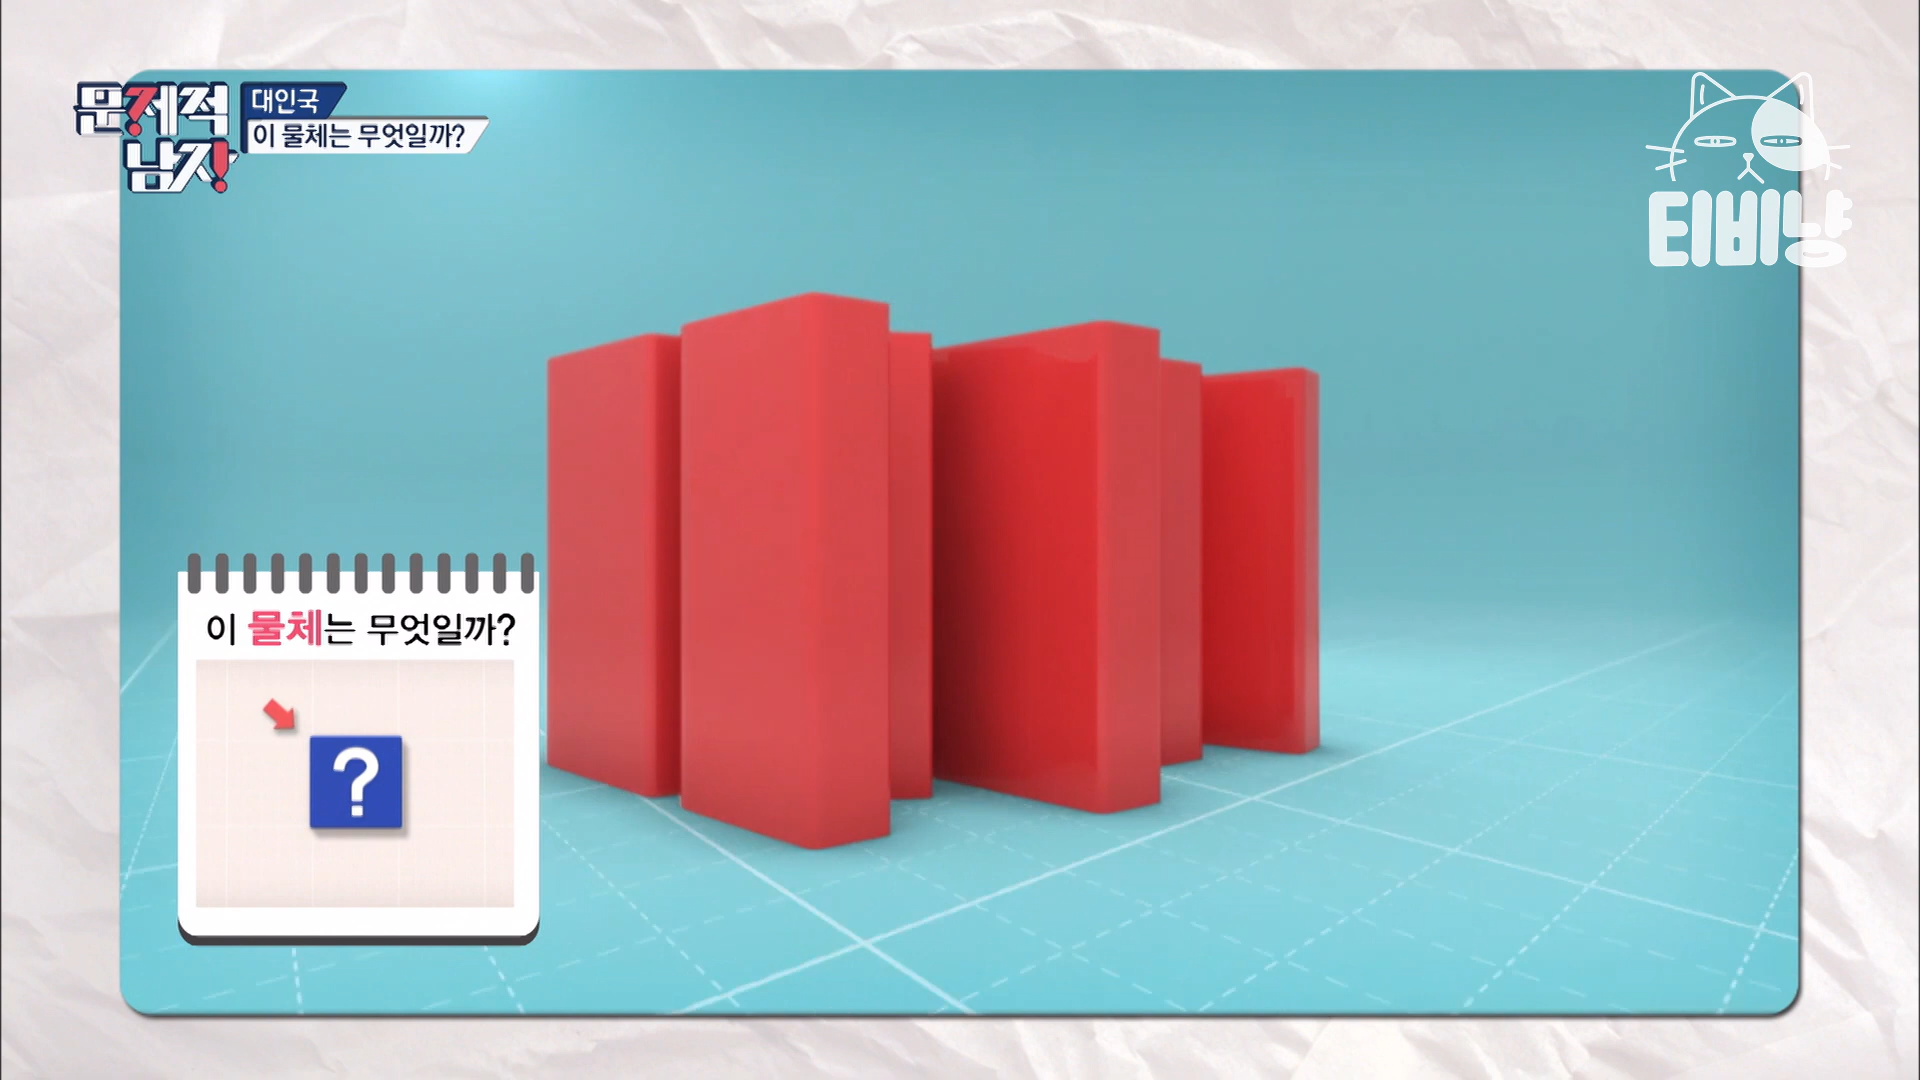 문제적
남자
대인국
이 물체는 무엇일까?
티비냥
이 물체는 무엇일까?
?